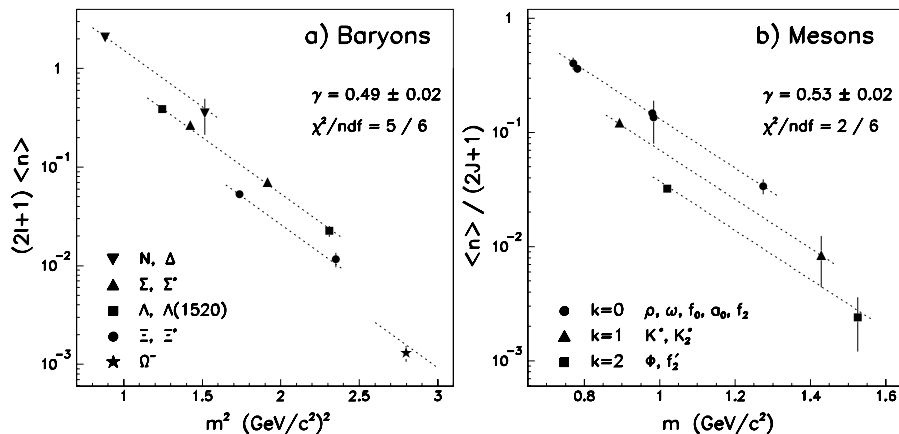 a) Baryons
γ = 0.49 ± 0.02
χ²/ndf = 5 / 6
(2I+1) <n>
1
10⁻¹
10⁻²
10⁻³
N, Δ
Σ, Σ*
Λ, Λ(1520)
Ξ, Ξ*
Ω⁻
1 1.5 2 2.5 3
m² (GeV/c²)²
b) Mesons
γ = 0.53 ± 0.02
χ²/ndf = 2 / 6
<n> / (2J+1)
1
10⁻¹
10⁻²
10⁻³
k=0 ρ, ω, f₀, a₀, f₂
k=1 K*, K₂*
k=2 Φ, f₂′
0.8 1 1.2 1.4 1.6
m (GeV/c²)